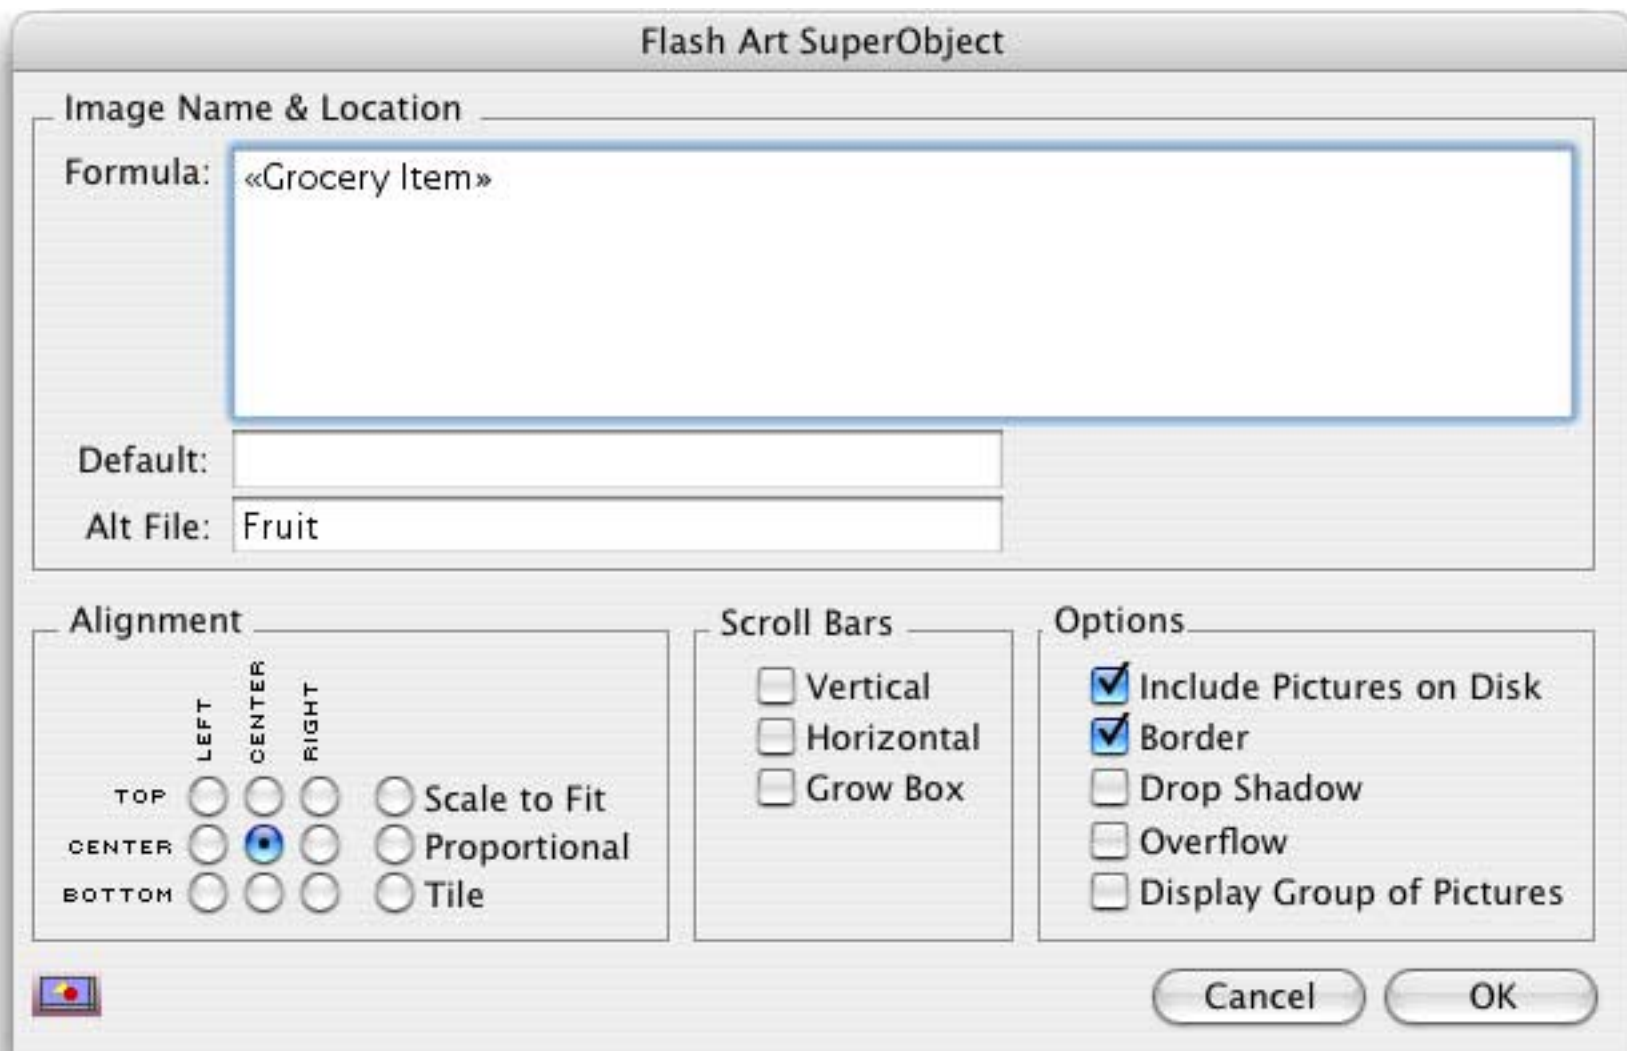 Flash Art SuperObject
Image Name & Location
Formula: «Grocery Item»
Default:
Alt File: Fruit
Alignment
LEFT CENTER RIGHT
TOP Scale to Fit
CENTER Proportional
BOTTOM Tile
Scroll Bars
Vertical
Horizontal
Grow Box
Options
Include Pictures on Disk
Border
Drop Shadow
Overflow
Display Group of Pictures
Cancel OK